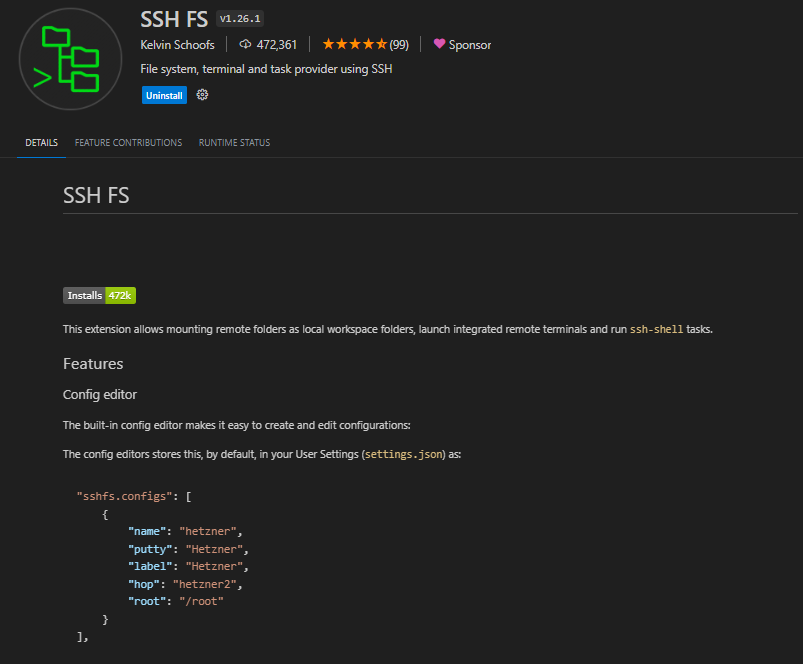 SSH FS v1.26.1
Kelvin Schoofs 472,361 (99) Sponsor
File system, terminal and task provider using SSH
Uninstall
DETAILS FEATURE CONTRIBUTIONS RUNTIME STATUS
SSH FS
Installs 472k
This extension allows mounting remote folders as local workspace folders, launch integrated remote terminals and run ssh-shell tasks.
Features
Config editor
The built-in config editor makes it easy to create and edit configurations:
The config editors stores this, by default, in your User Settings (settings.json) as:
"sshfs.configs": [
{
"name": "hetzner",
"putty": "Hetzner",
"label": "Hetzner",
"hop": "hetzner2",
"root": "/root"
}
],